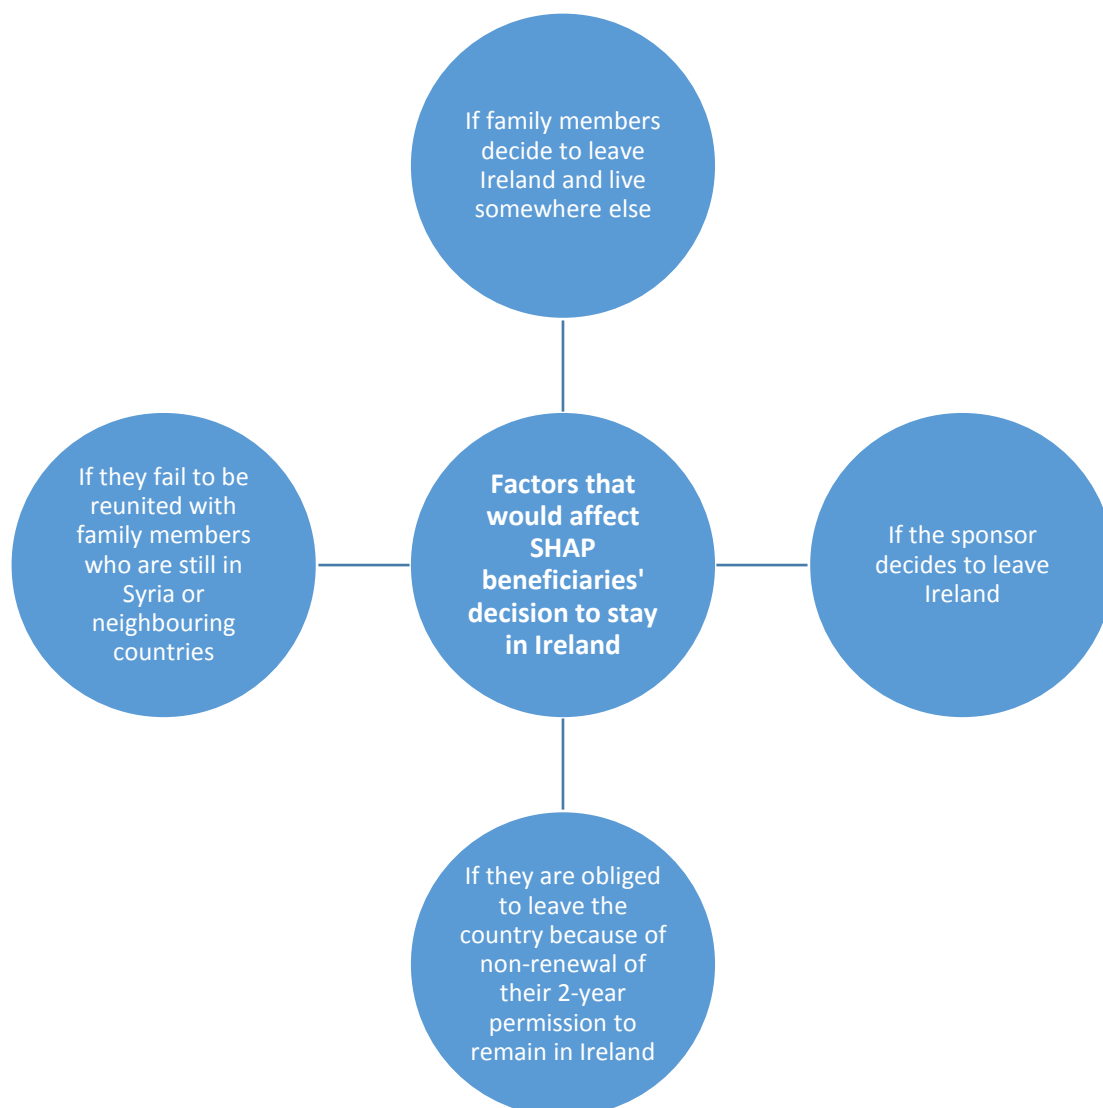 If family members
decide to leave
Ireland and live
somewhere else
If they fail to be
reunited with
family members
who are still in
Syria or
neighbouring
countries
Factors that
would affect
SHAP
beneficiaries'
decision to stay
in Ireland
If the sponsor
decides to leave
Ireland
If they are obliged
to leave the
country because of
non-renewal of
their 2-year
permission to
remain in Ireland